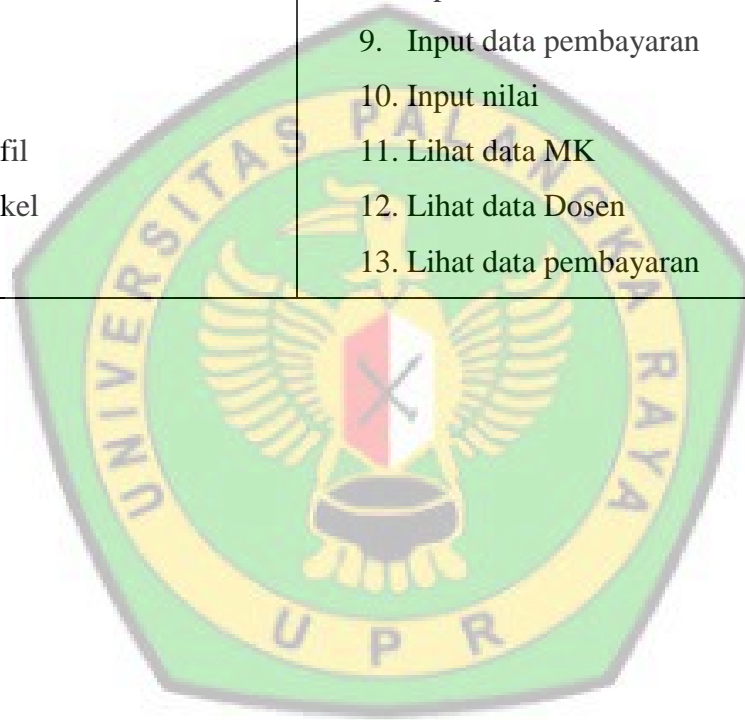 9. Input data pembayaran
10. Input nilai
fil
11. Lihat data MK
kel
12. Lihat data Dosen
13. Lihat data pembayaran
UNIVERSITAS PALANGKA RAYA
UPR